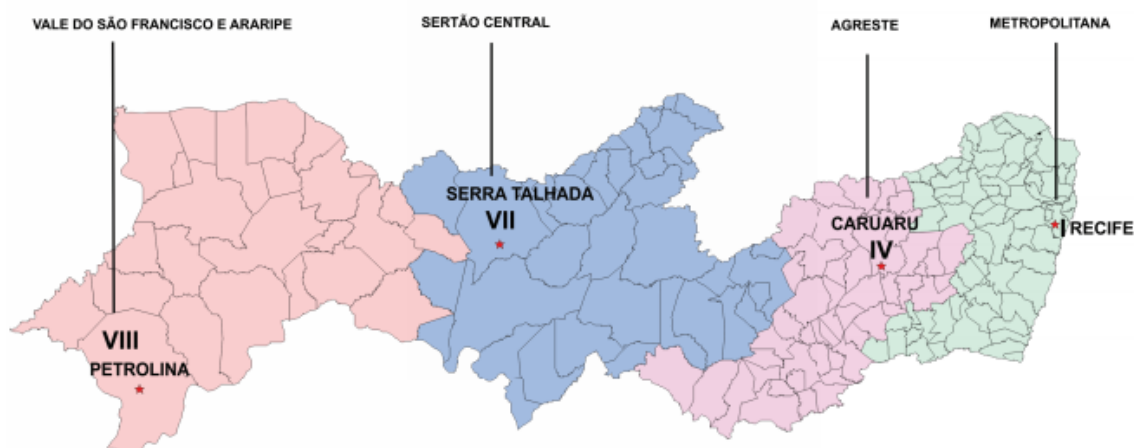 VALE DO SÃO FRANCISCO E ARARIPE
SERTÃO CENTRAL
AGRESTE
METROPOLITANA
SERRA TALHADA
VII
CARUARU
IV
I RECIFE
VIII
PETROLINA